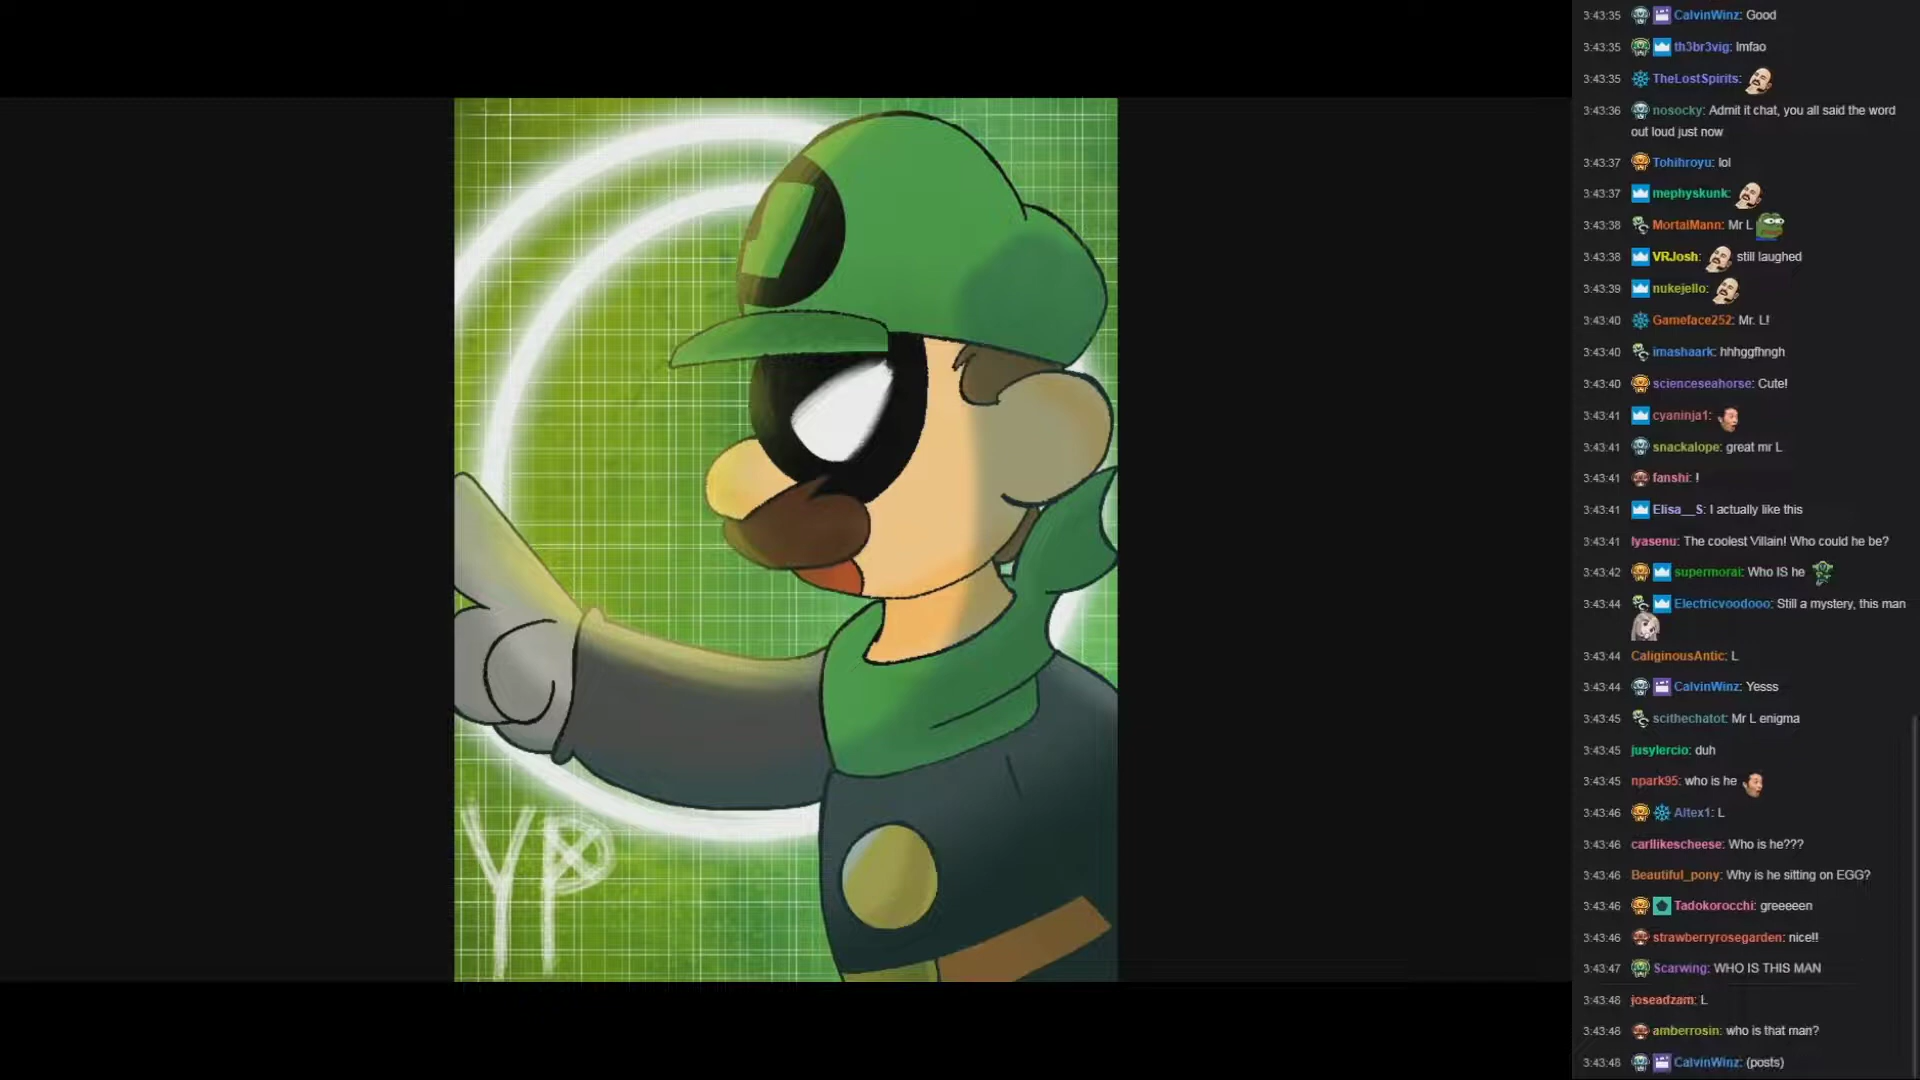 YP
3:43:35 CalvinWinz: Good
3:43:35 th3br3vig: lmfao
3:43:35 TheLostSpirits:
3:43:36 nosocky: Admit it chat, you all said the word
out loud just now
3:43:37 Tohihroyu: lol
3:43:37 mephyskunk:
3:43:38 MortalMann: Mr L
3:43:38 VRJosh: still laughed
3:43:39 nukejello:
3:43:40 Gameface252: Mr. L!
3:43:40 imashaark: hhhggfhngh
3:43:40 scienceseahorse: Cute!
3:43:41 cyaninja1:
3:43:41 snackalope: great mr L
3:43:41 fanshi: !
3:43:41 Elisa__S: I actually like this
3:43:41 lyasenu: The coolest Villain! Who could he be?
3:43:42 supermorai: Who IS he
3:43:44 Electricvoodooo: Still a mystery, this man
3:43:44 CaliginousAntic: L
3:43:44 CalvinWinz: Yesss
3:43:45 scithechatot: Mr L enigma
3:43:45 jusylercio: duh
3:43:45 npark95: who is he
3:43:46 Altex1: L
3:43:46 carllikescheese: Who is he???
3:43:46 Beautiful_pony: Why is he sitting on EGG?
3:43:46 Tadokorocchi: greeeeen
3:43:46 strawberryrosegarden: nice!!
3:43:47 Scarwing: WHO IS THIS MAN
3:43:48 joseadzam: L
3:43:48 amberrosin: who is that man?
3:43:48 CalvinWinz: (posts)